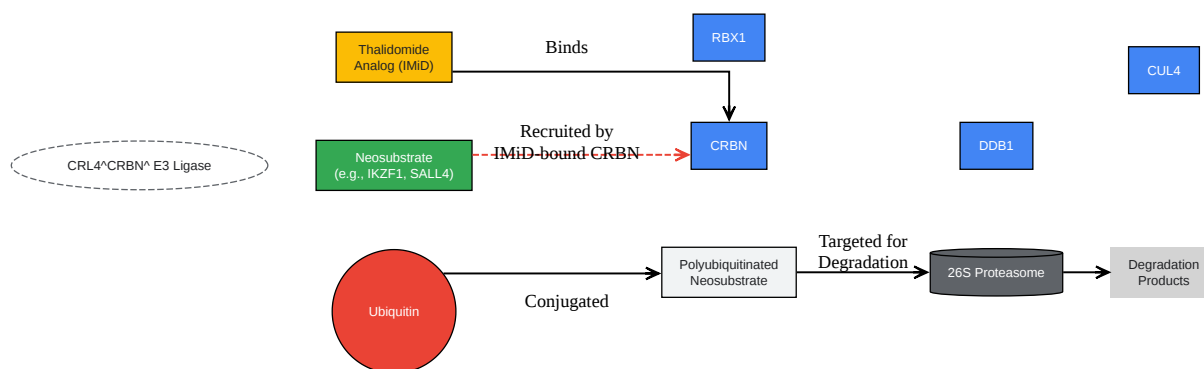 RBX1
Thalidomide
Analog (IMiD)
Binds
CUL4
CRL4^CRBN^ E3 Ligase
Neosubstrate
(e.g., IKZF1, SALL4)
Recruited by
IMiD-bound CRBN
CRBN
DDB1
Ubiquitin
Conjugated
Polyubiquitinated
Neosubstrate
Targeted for
Degradation
26S Proteasome
Degradation
Products